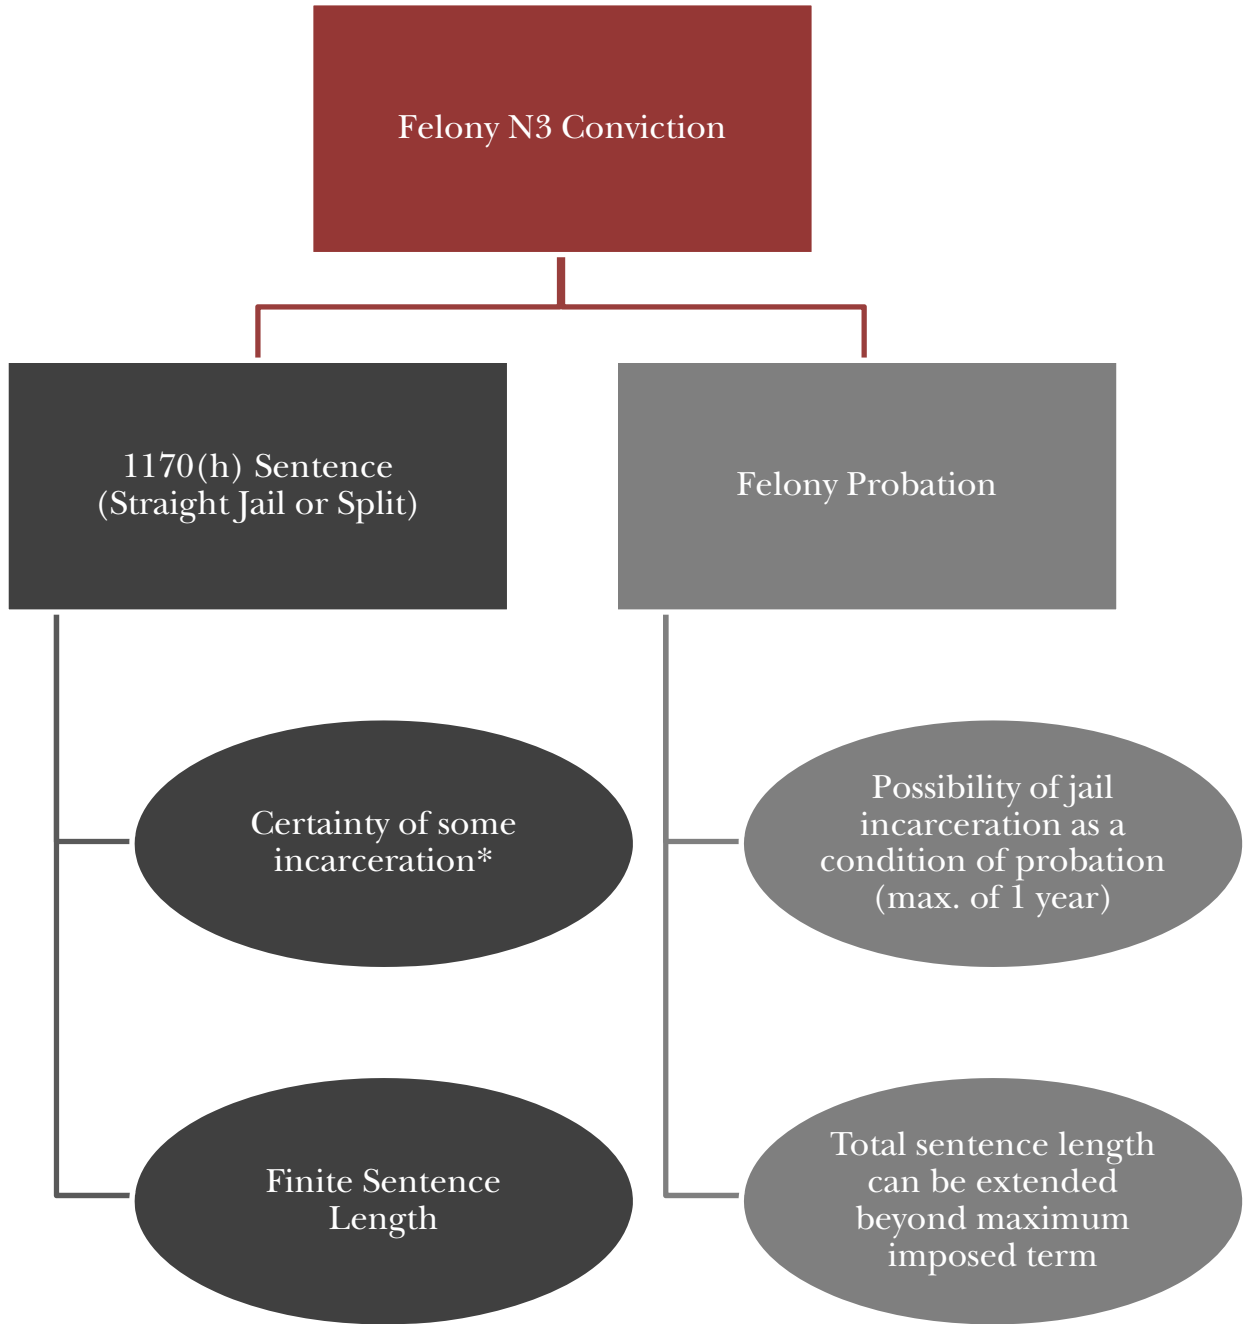 Felony N3 Conviction
1170(h) Sentence
(Straight Jail or Split)
Felony Probation
Certainty of some
incarceration*
Possibility of jail
incarceration as a
condition of probation
(max. of 1 year)
Finite Sentence
Length
Total sentence length
can be extended
beyond maximum
imposed term